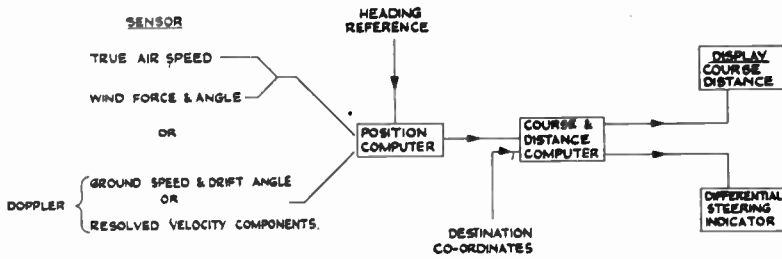 SENSOR
TRUE AIR SPEED
WIND FORCE & ANGLE
OR
DOPPLER
GROUND SPEED & DRIFT ANGLE
OR
RESOLVED VELOCITY COMPONENTS.
HEADING
REFERENCE
POSITION
COMPUTER
COURSE &
DISTANCE
COMPUTER
DESTINATION
CO-ORDINATES
DISPLAY
COURSE
DISTANCE
DIFFERENTIAL
STEERING
INDICATOR